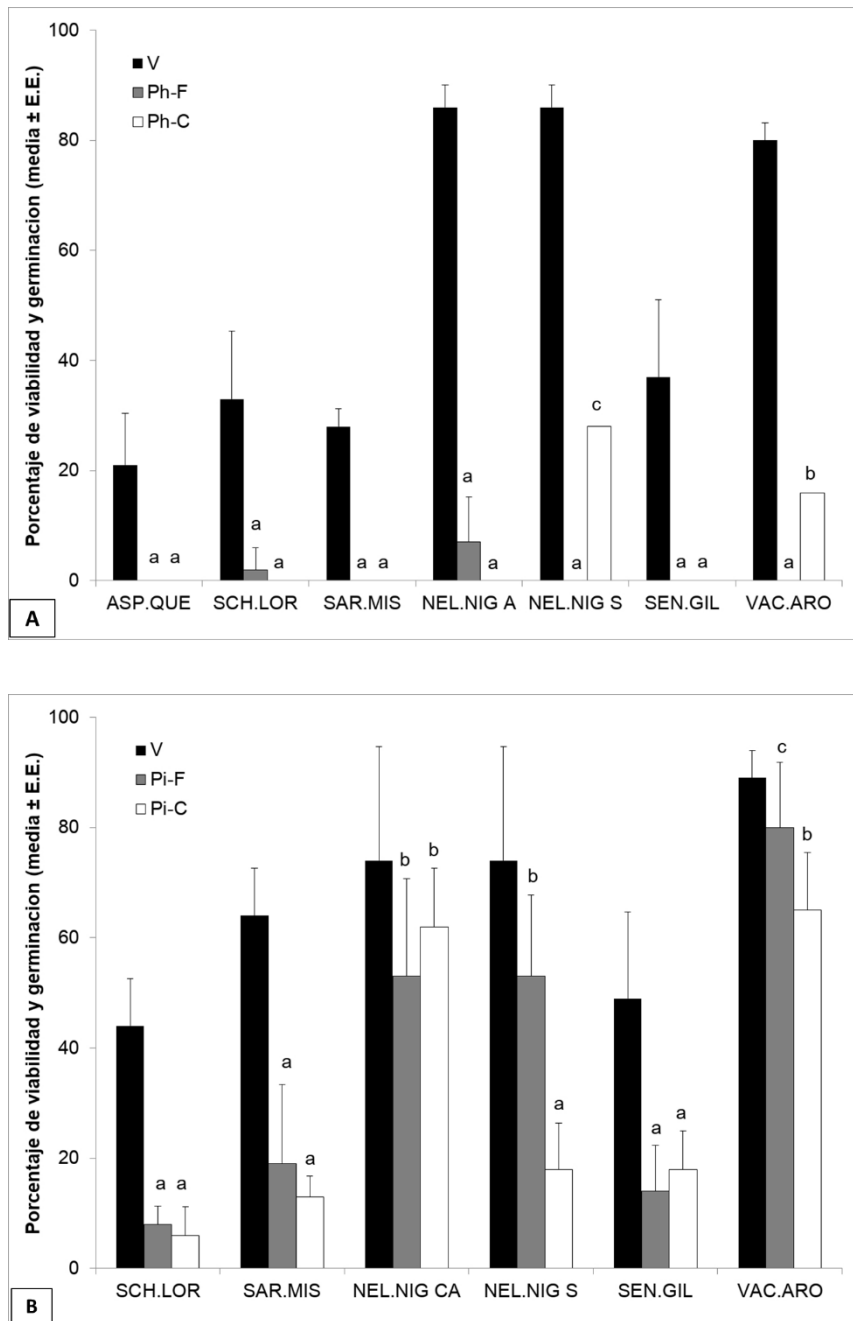 Porcentaje de viabilidad y germinacion (media ± E.E.)
100
80
60
40
20
0
V
Ph-F
Ph-C
a a
a
a
a a
a
a
a
c
a a
a
b
ASP.QUE SCH.LOR SAR.MIS NEL.NIG A NEL.NIG S SEN.GIL VAC.ARO
A
Porcentaje de viabilidad y germinacion (media ± E.E.)
100
80
60
40
20
0
V
Pi-F
Pi-C
a a
a
a
b b
b
a
a a
c
b
SCH.LOR SAR.MIS NEL.NIG CA NEL.NIG S SEN.GIL VAC.ARO
B